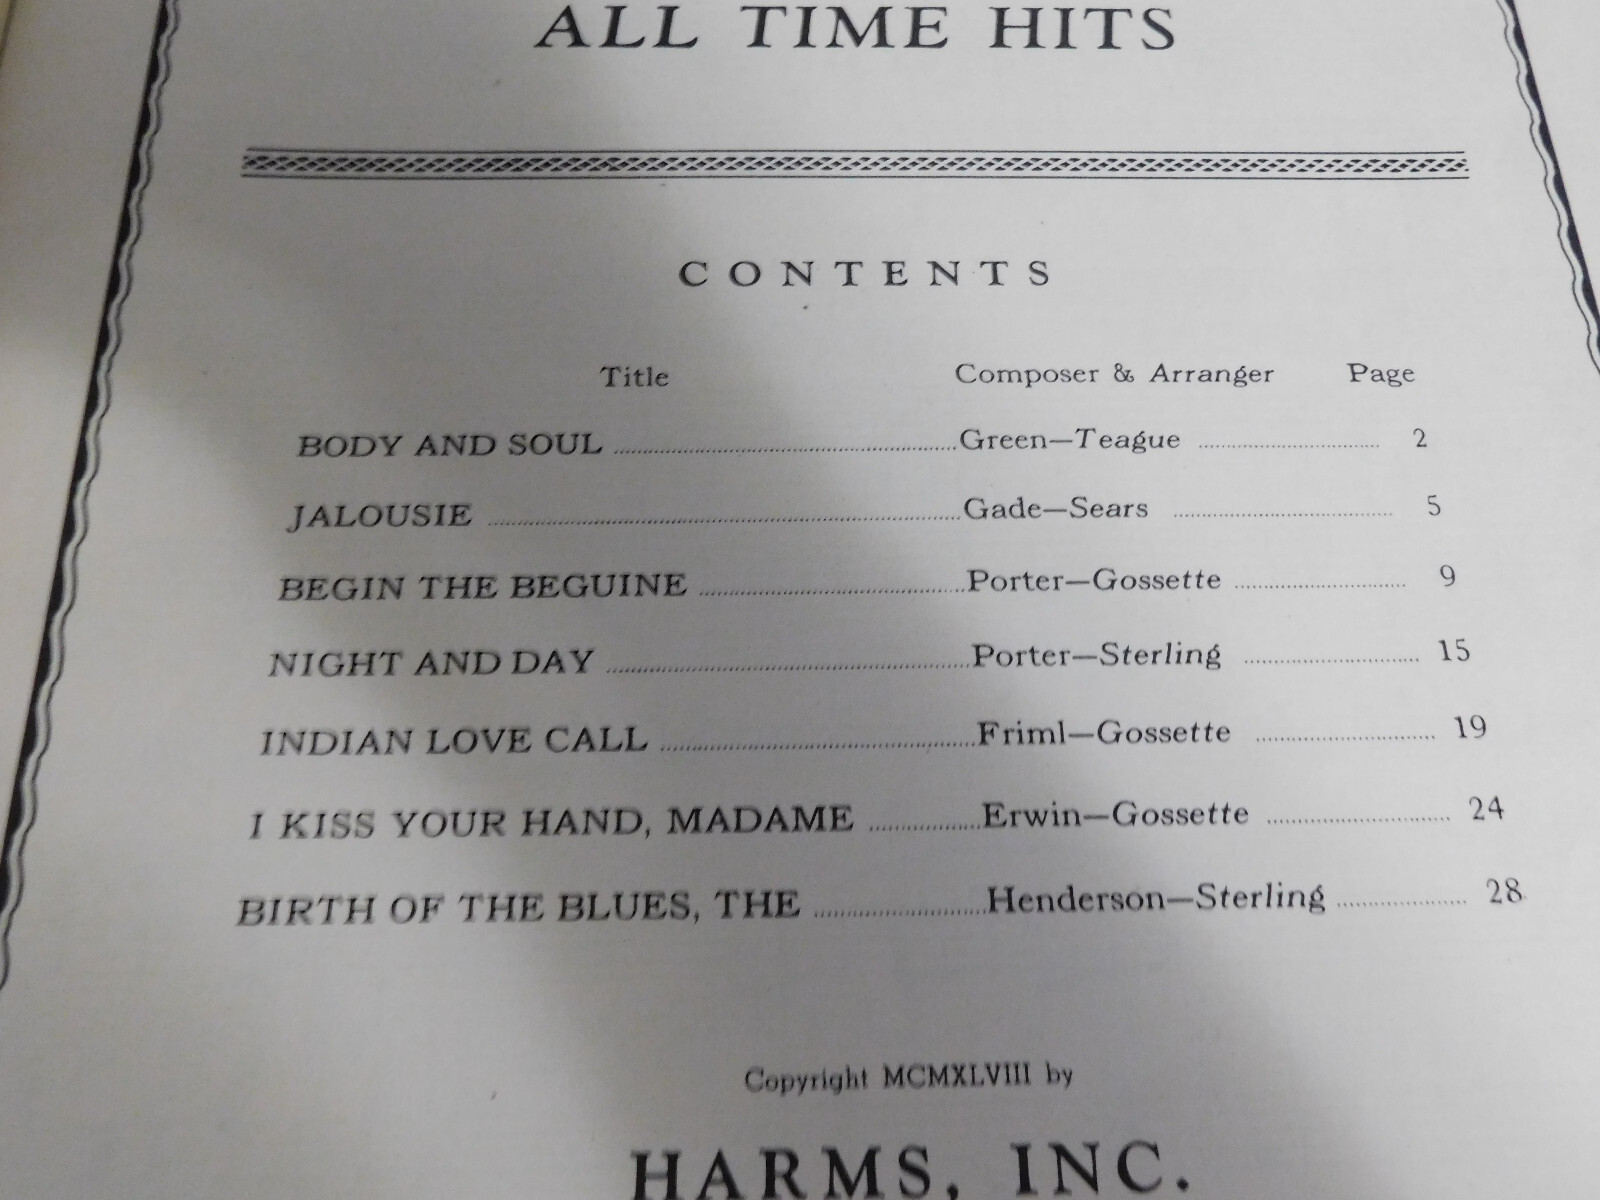 ALL TIME HITS
CONTENTS
Title Composer & Arranger Page
BODY AND SOUL Green—Teague 2
JALOUSIE Gade—Sears 5
BEGIN THE BEGUINE Porter—Gossette 9
NIGHT AND DAY Porter—Sterling 15
INDIAN LOVE CALL Friml—Gossette 19
I KISS YOUR HAND, MADAME Erwin—Gossette 24
BIRTH OF THE BLUES, THE Henderson—Sterling 28
Copyright MCMXLVIII by
HARMS, INC.